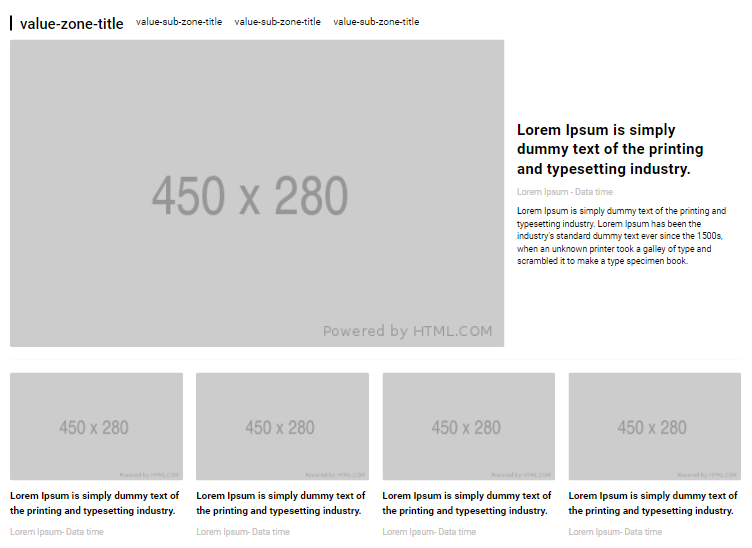 value-zone-title value-sub-zone-title value-sub-zone-title value-sub-zone-title
450 x 280
Powered by HTML.COM
Lorem Ipsum is simply
dummy text of the printing
and typesetting industry.
Lorem Ipsum - Data time
Lorem Ipsum is simply dummy text of the printing and
typesetting industry. Lorem Ipsum has been the
industry's standard dummy text ever since the 1500s,
when an unknown printer took a galley of type and
scrambled it to make a type specimen book.
450 x 280
Powered by HTML.COM
Lorem Ipsum is simply dummy text of
the printing and typesetting industry.
Lorem Ipsum- Data time
450 x 280
Powered by HTML.COM
Lorem Ipsum is simply dummy text of
the printing and typesetting industry.
Lorem Ipsum- Data time
450 x 280
Powered by HTML.COM
Lorem Ipsum is simply dummy text of
the printing and typesetting industry.
Lorem Ipsum- Data time
450 x 280
Powered by HTML.COM
Lorem Ipsum is simply dummy text of
the printing and typesetting industry.
Lorem Ipsum- Data time